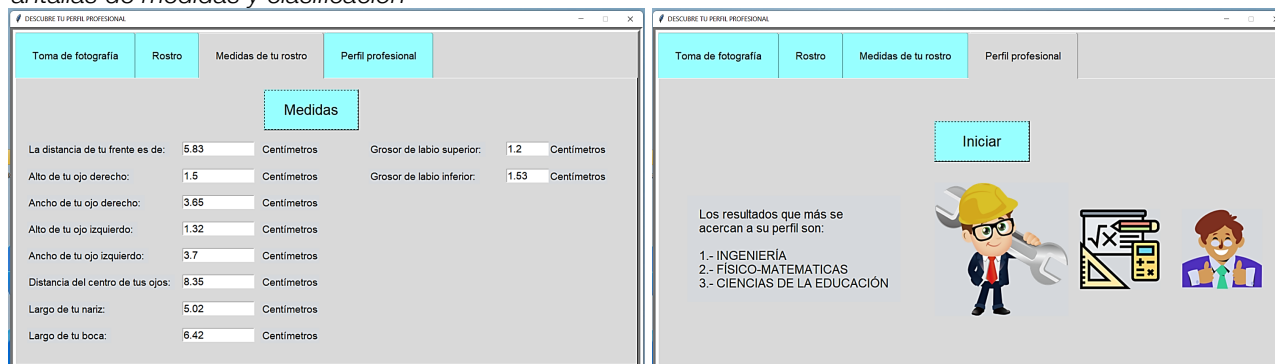 antallas de medidas y clasificación
DESCUBRE TU PERFIL PROFESIONAL
Toma de fotografía Rostro Medidas de tu rostro Perfil profesional
Medidas
La distancia de tu frente es de: 5.83 Centímetros Grosor de labio superior: 1.2 Centímetros
Alto de tu ojo derecho: 1.5 Centímetros Grosor de labio inferior: 1.53 Centímetros
Ancho de tu ojo derecho: 3.65 Centímetros
Alto de tu ojo izquierdo: 1.32 Centímetros
Ancho de tu ojo izquierdo: 3.7 Centímetros
Distancia del centro de tus ojos: 8.35 Centímetros
Largo de tu nariz: 5.02 Centímetros
Largo de tu boca: 6.42 Centímetros
DESCUBRE TU PERFIL PROFESIONAL
Toma de fotografía Rostro Medidas de tu rostro Perfil profesional
Iniciar
Los resultados que más se
acercan a su perfil son:
1.- INGENIERÍA
2.- FÍSICO-MATEMATICAS
3.- CIENCIAS DE LA EDUCACIÓN
√x